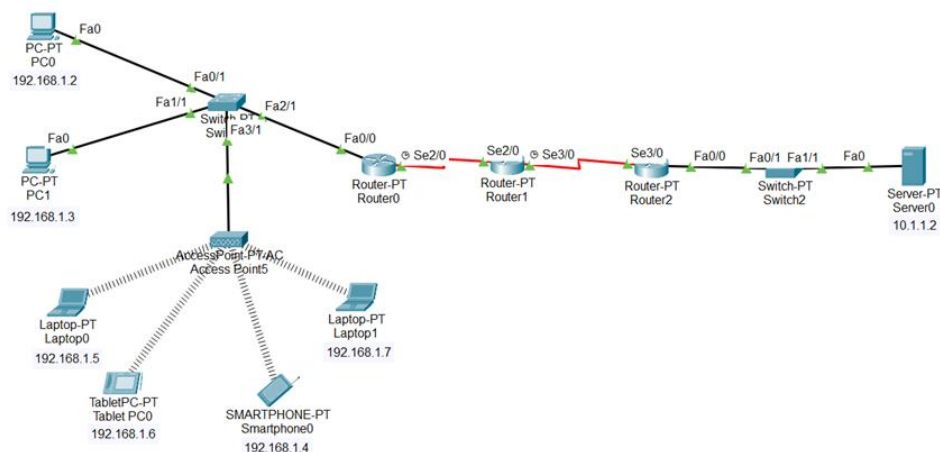 Fa0
PC-PT
PC0
192.168.1.2
Fa0/1
Fa1/1
Fa2/1
Fa3/1
Switch
Fa0
PC-PT
PC1
192.168.1.3
Fa0/0
Router-PT
Router0
Se2/0
Se2/0
Router-PT
Router1
Se3/0
Se3/0
Router-PT
Router2
Fa0/0
Fa0/1
Fa1/1
Switch-PT
Switch2
Fa0
Server-PT
Server0
10.1.1.2
AccessPoint-PT-AC
Access Point5
Laptop-PT
Laptop0
192.168.1.5
Laptop-PT
Laptop1
192.168.1.7
TabletPC-PT
Tablet PC0
192.168.1.6
SMARTPHONE-PT
Smartphone0
192.168.1.4